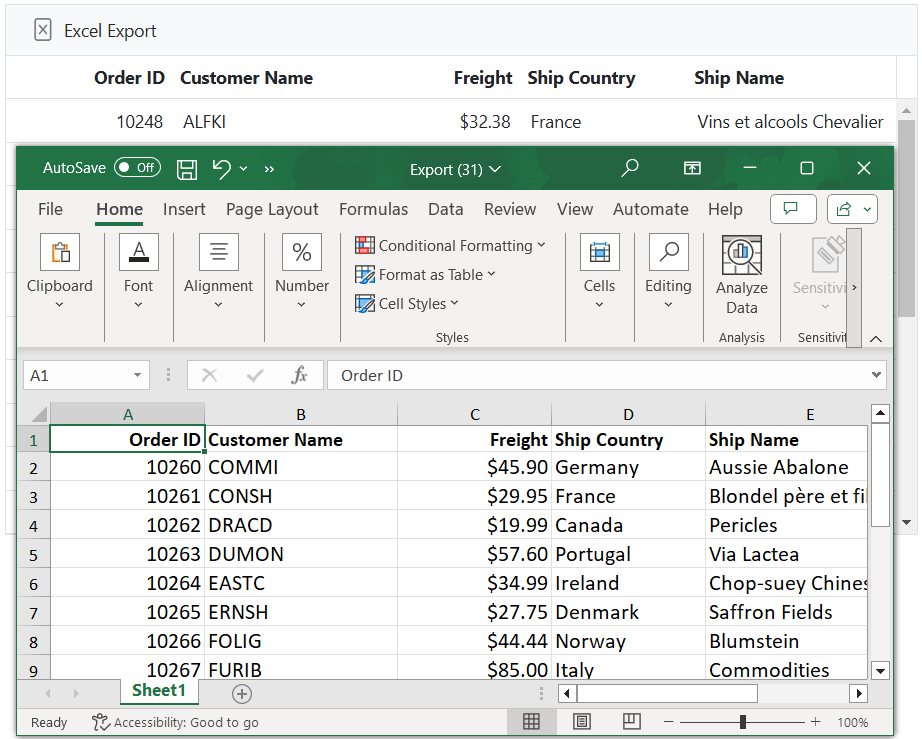 Excel Export
Order ID Customer Name Freight Ship Country Ship Name
10248 ALFKI $32.38 France Vins et alcools Chevalier
AutoSave Off Export (31)
File Home Insert Page Layout Formulas Data Review View Automate Help
Clipboard Font Alignment % Number Conditional Formatting Format as Table Cell Styles Cells Editing Analyze Data Sensitivi
Styles Analysis Sensitivit
A1 fx Order ID
A B C D E
1 Order ID Customer Name Freight Ship Country Ship Name
2 10260 COMMI $45.90 Germany Aussie Abalone
3 10261 CONSH $29.95 France Blondel père et fil
4 10262 DRACD $19.99 Canada Pericles
5 10263 DUMON $57.60 Portugal Via Lactea
6 10264 EASTC $34.99 Ireland Chop-suey Chines
7 10265 ERNSH $27.75 Denmark Saffron Fields
8 10266 FOLIG $44.44 Norway Blumstein
9 10267 FURIB $85.00 Italy Commodities
Sheet1
Ready Accessibility: Good to go 100%